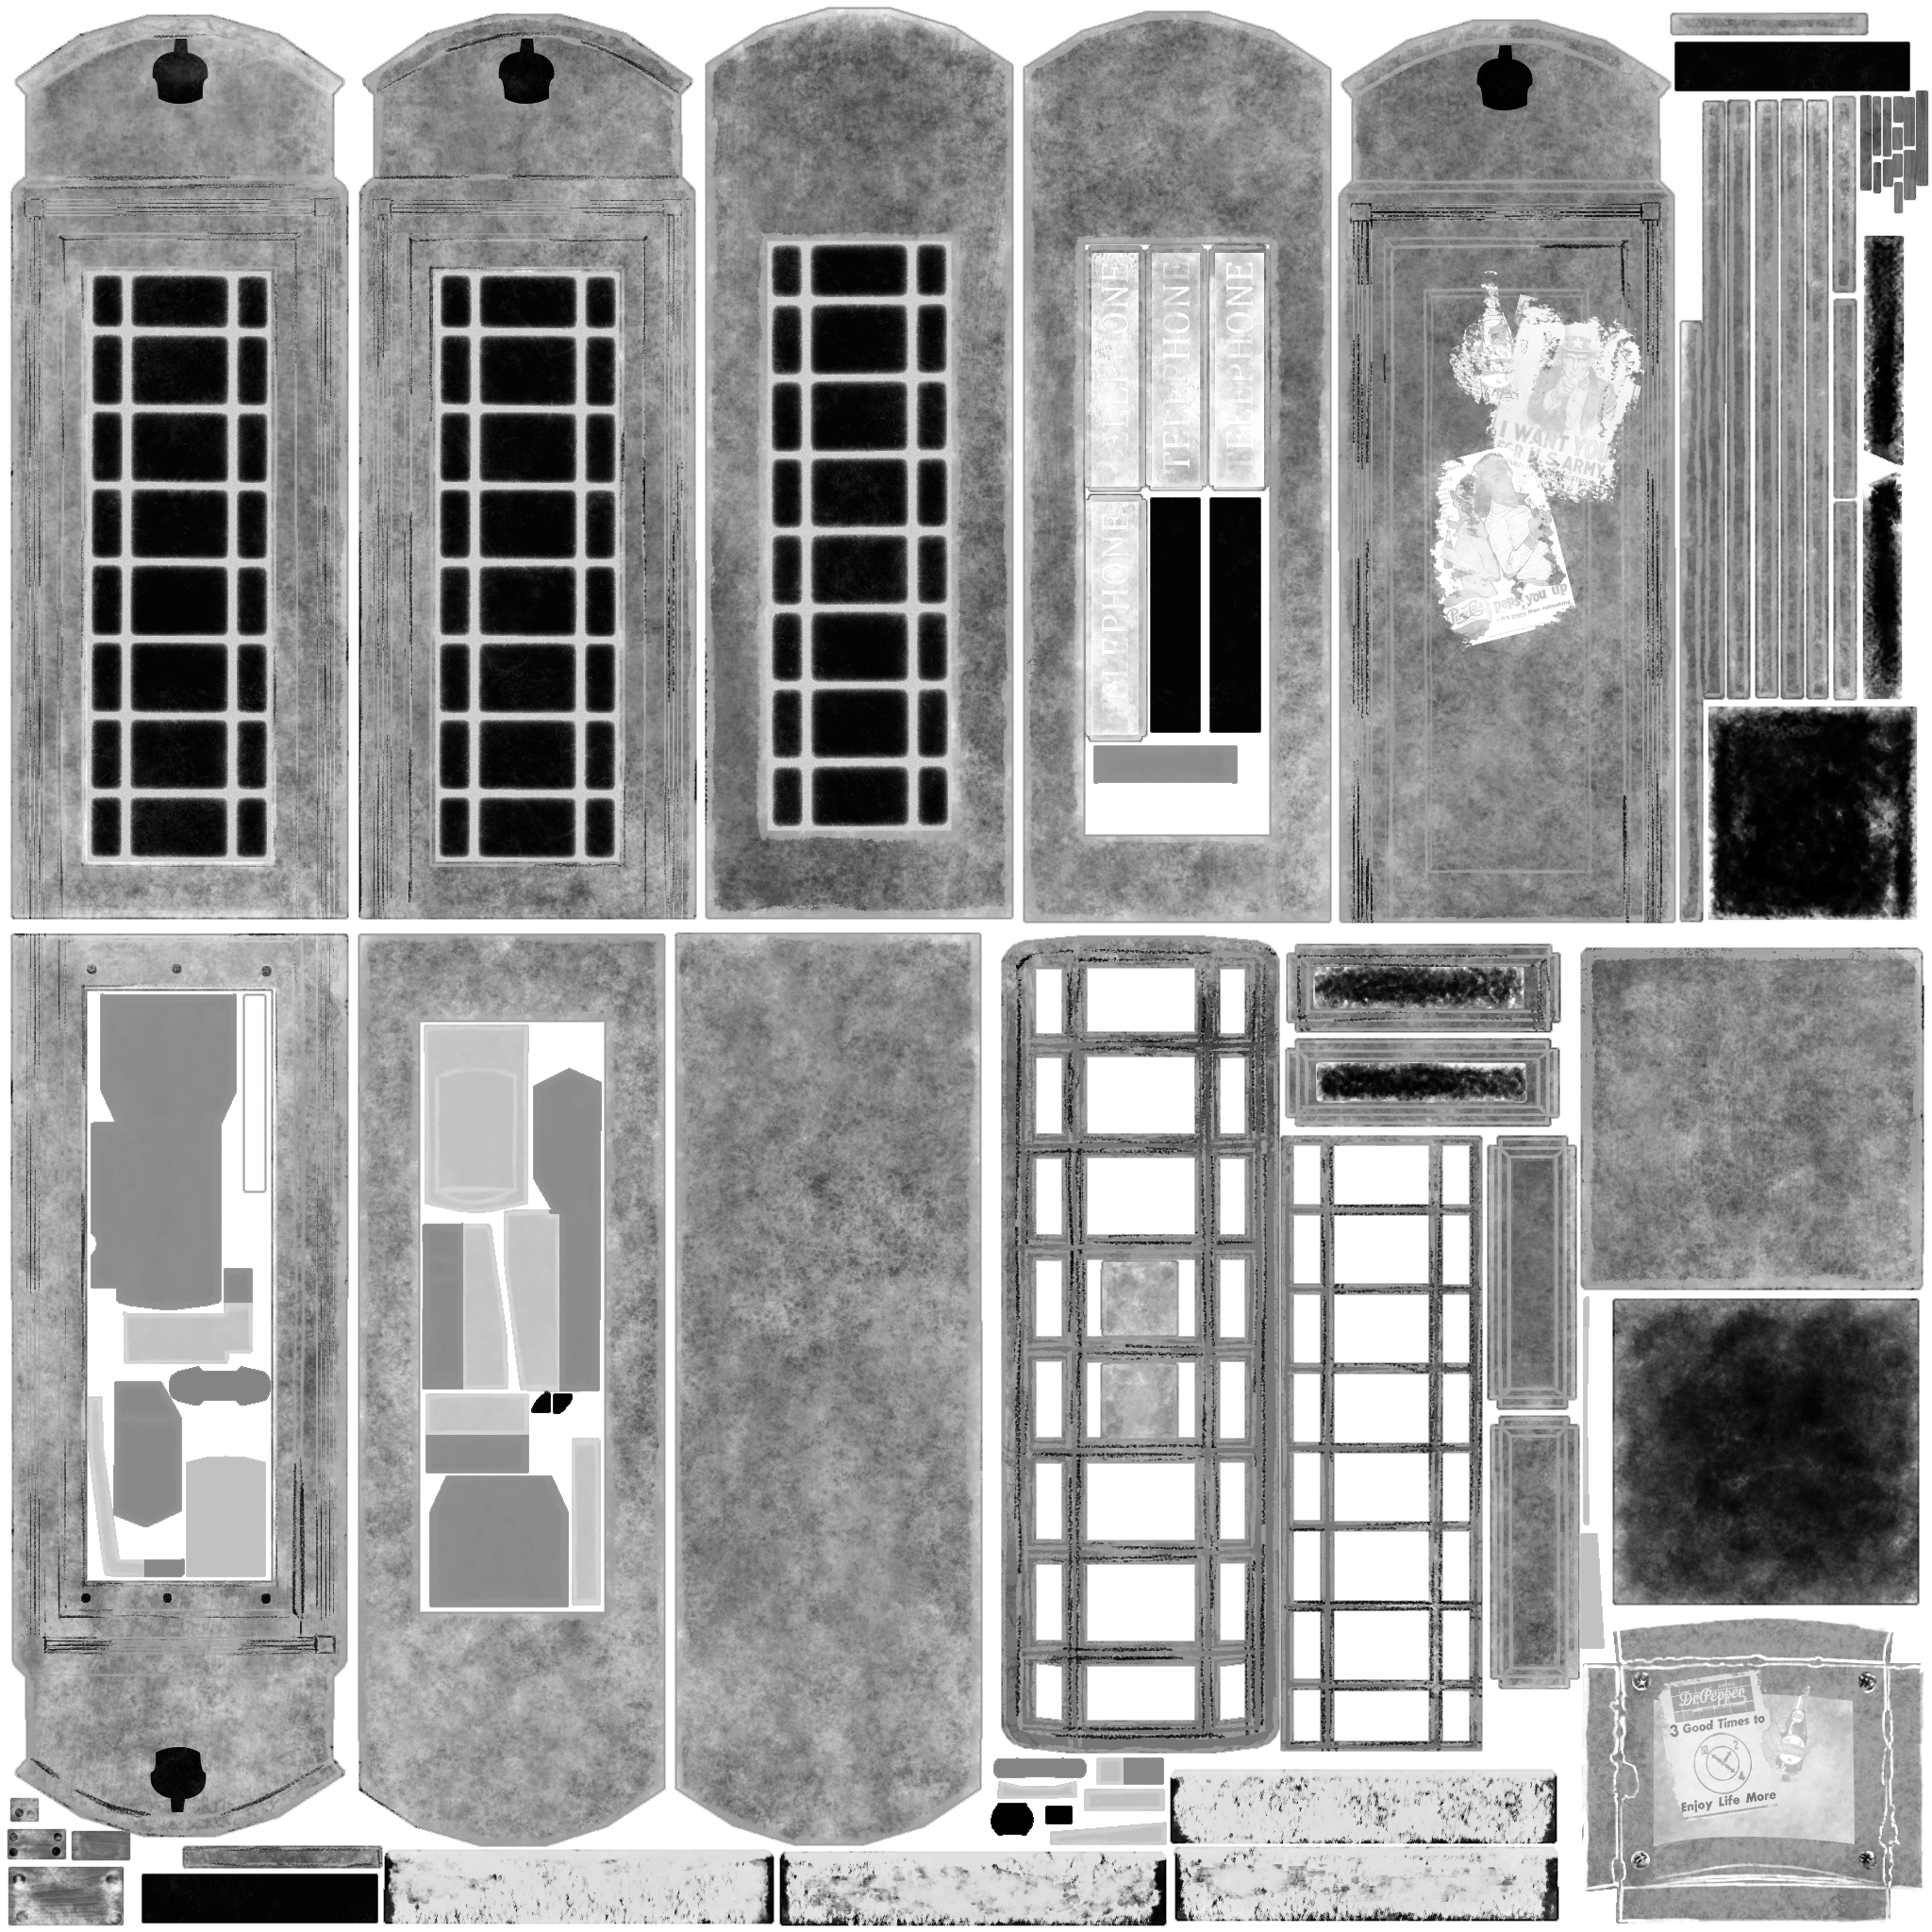 TELEPHONE
TELEPHONE
TELEPHONE
TELEPHONE
I WANT YOU
FOR U.S ARMY
peps you up
Dr.Pepper
3 Good Times to
10
2
4
Enjoy Life More